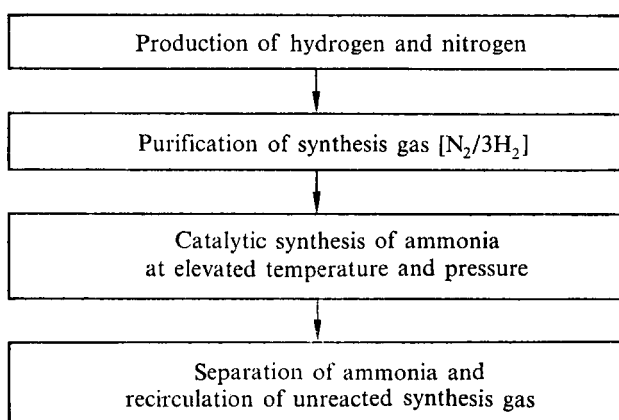 Production of hydrogen and nitrogen
Purification of synthesis gas [N₂/3H₂]
Catalytic synthesis of ammonia
at elevated temperature and pressure
Separation of ammonia and
recirculation of unreacted synthesis gas